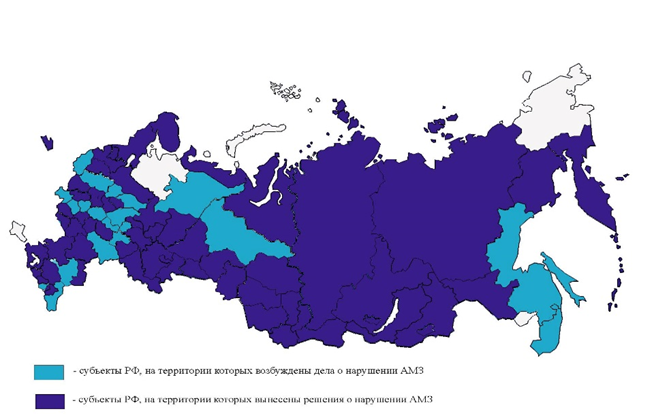 - субъекты РФ, на территории которых возбуждены дела о нарушении АМЗ
- субъекты РФ, на территории которых вынесены решения о нарушении АМЗ